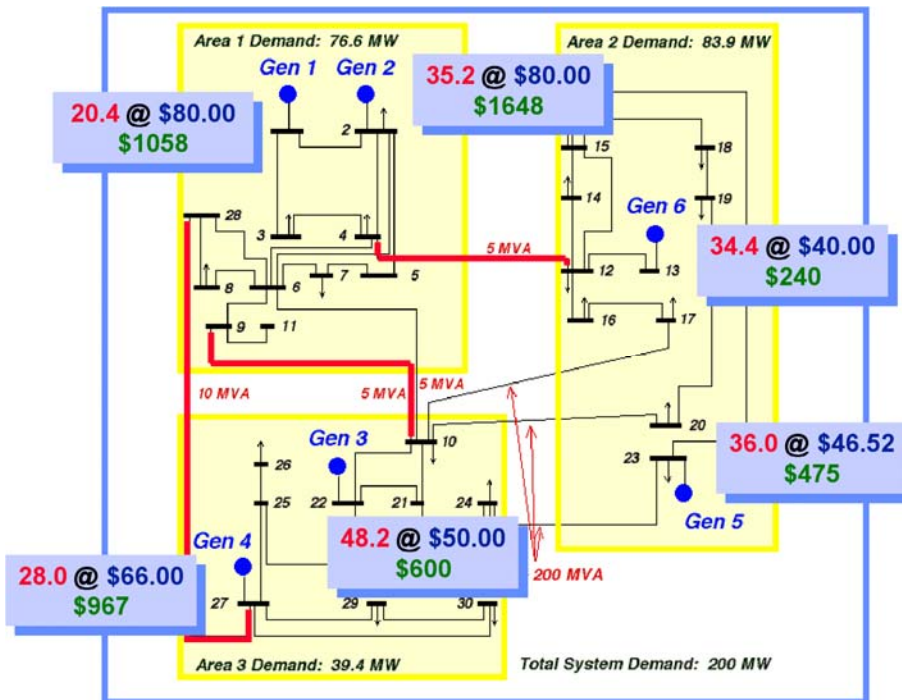 Area 1 Demand: 76.6 MW
Area 2 Demand: 83.9 MW
Gen 1
Gen 2
35.2 @ $80.00
$1648
20.4 @ $80.00
$1058
2
15
18
14
19
Gen 6
28
3
4
5 MVA
12
13
34.4 @ $40.00
$240
8
6
7
5
9
11
16
17
10 MVA
5 MVA
5 MVA
20
Gen 3
10
23
36.0 @ $46.52
$475
26
22
21
24
25
Gen 5
Gen 4
48.2 @ $50.00
$600
28.0 @ $66.00
$967
200 MVA
27
29
30
Area 3 Demand: 39.4 MW
Total System Demand: 200 MW